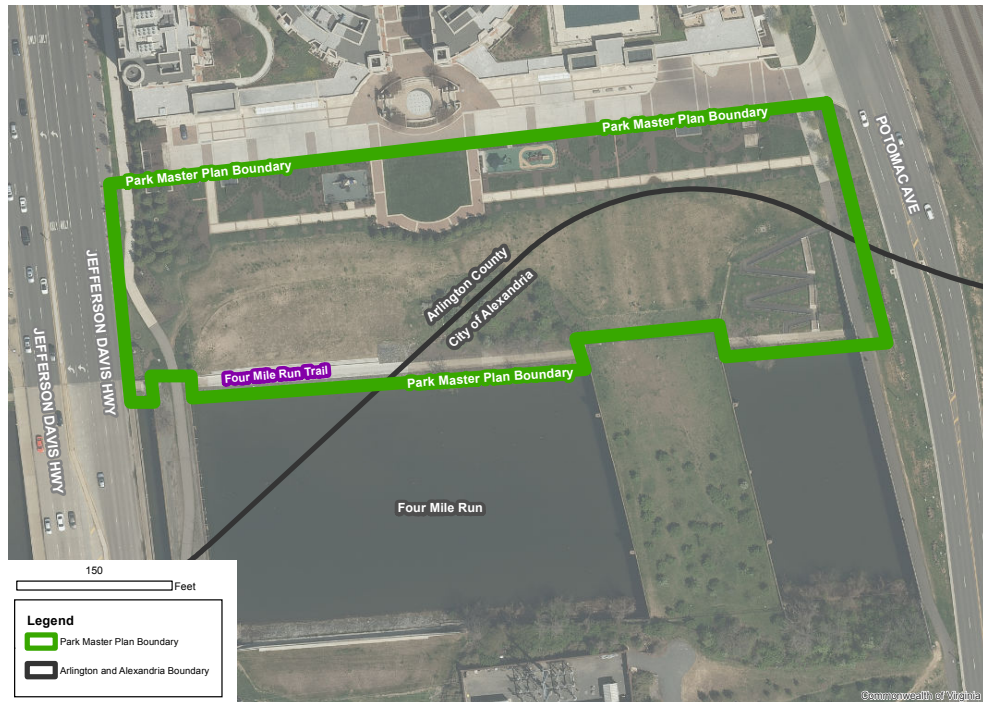 Park Master Plan Boundary
POTOMAC AVE
Park Master Plan Boundary
JEFFERSON DAVIS HWY
Arlington County
City of Alexandria
JEFFERSON DAVIS HWY
Four Mile Run Trail
Park Master Plan Boundary
Four Mile Run
150
Feet
Legend
Park Master Plan Boundary
Arlington and Alexandria Boundary
Commonwealth of Virginia